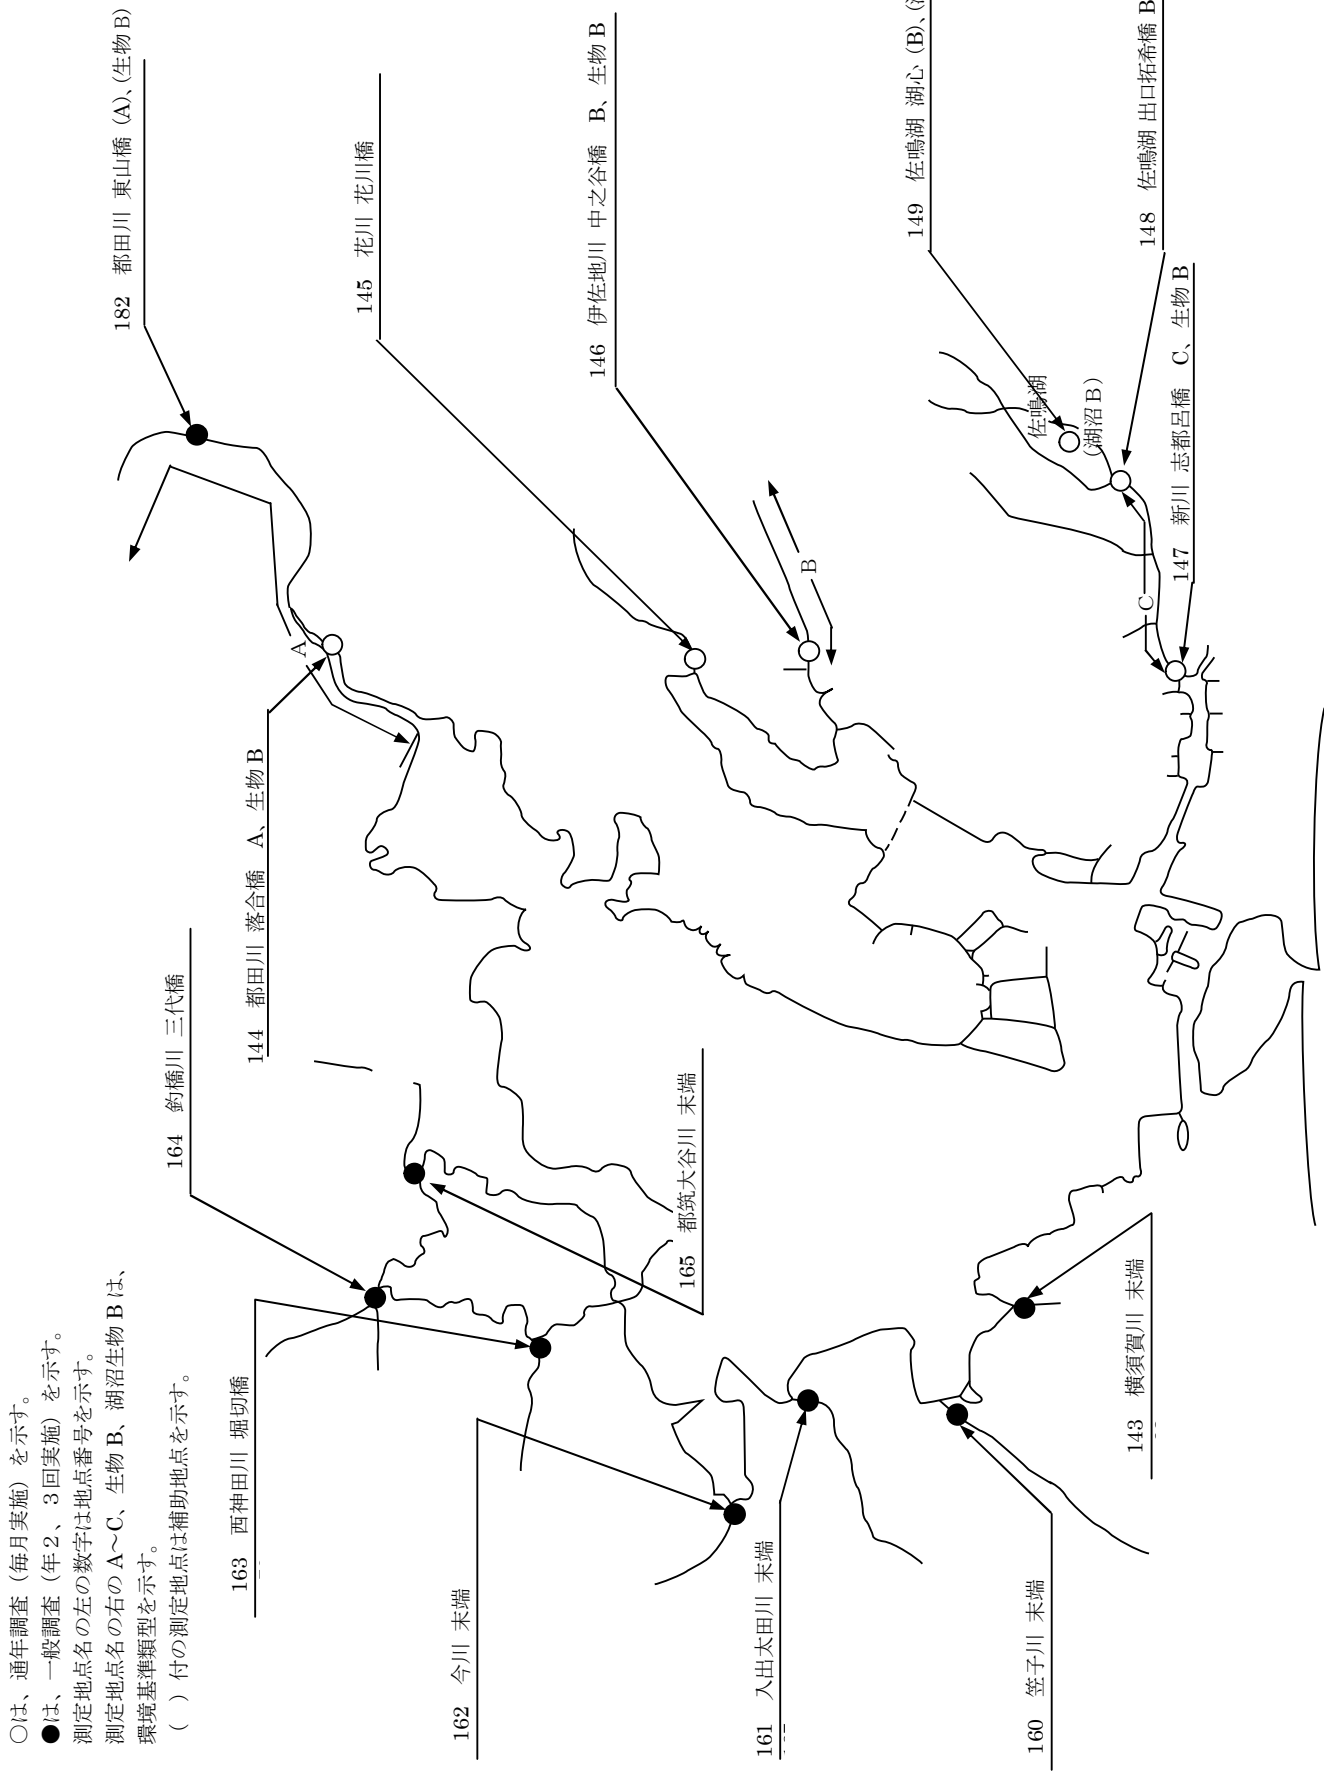 ○は、通年調査（毎月実施）を示す。
●は、一般調査（年２、３回実施）を示す。
測定地点名の左の数字は地点番号を示す。
測定地点名の右の A～C、生物 B、湖沼生物 B は、
環境基準類型を示す。
（　）付の測定地点は補助地点を示す。
182　都田川 東山橋（A）、（生物 B）
145　花川 花川橋
146　伊佐地川 中之谷橋　B、生物 B
149　佐鳴湖 湖心（B）、
148　佐鳴湖 出口拓希橋 B
147　新川 志都呂橋　C、生物 B
佐鳴湖
（湖沼 B）
A
B
C
144　都田川 落合橋　A、生物 B
164　釣橋川 三代橋
165　都筑大谷川 末端
163　西神田川 堀切橋
162　今川 末端
161　入出太田川 末端
160　笠子川 末端
143　横須賀川 末端